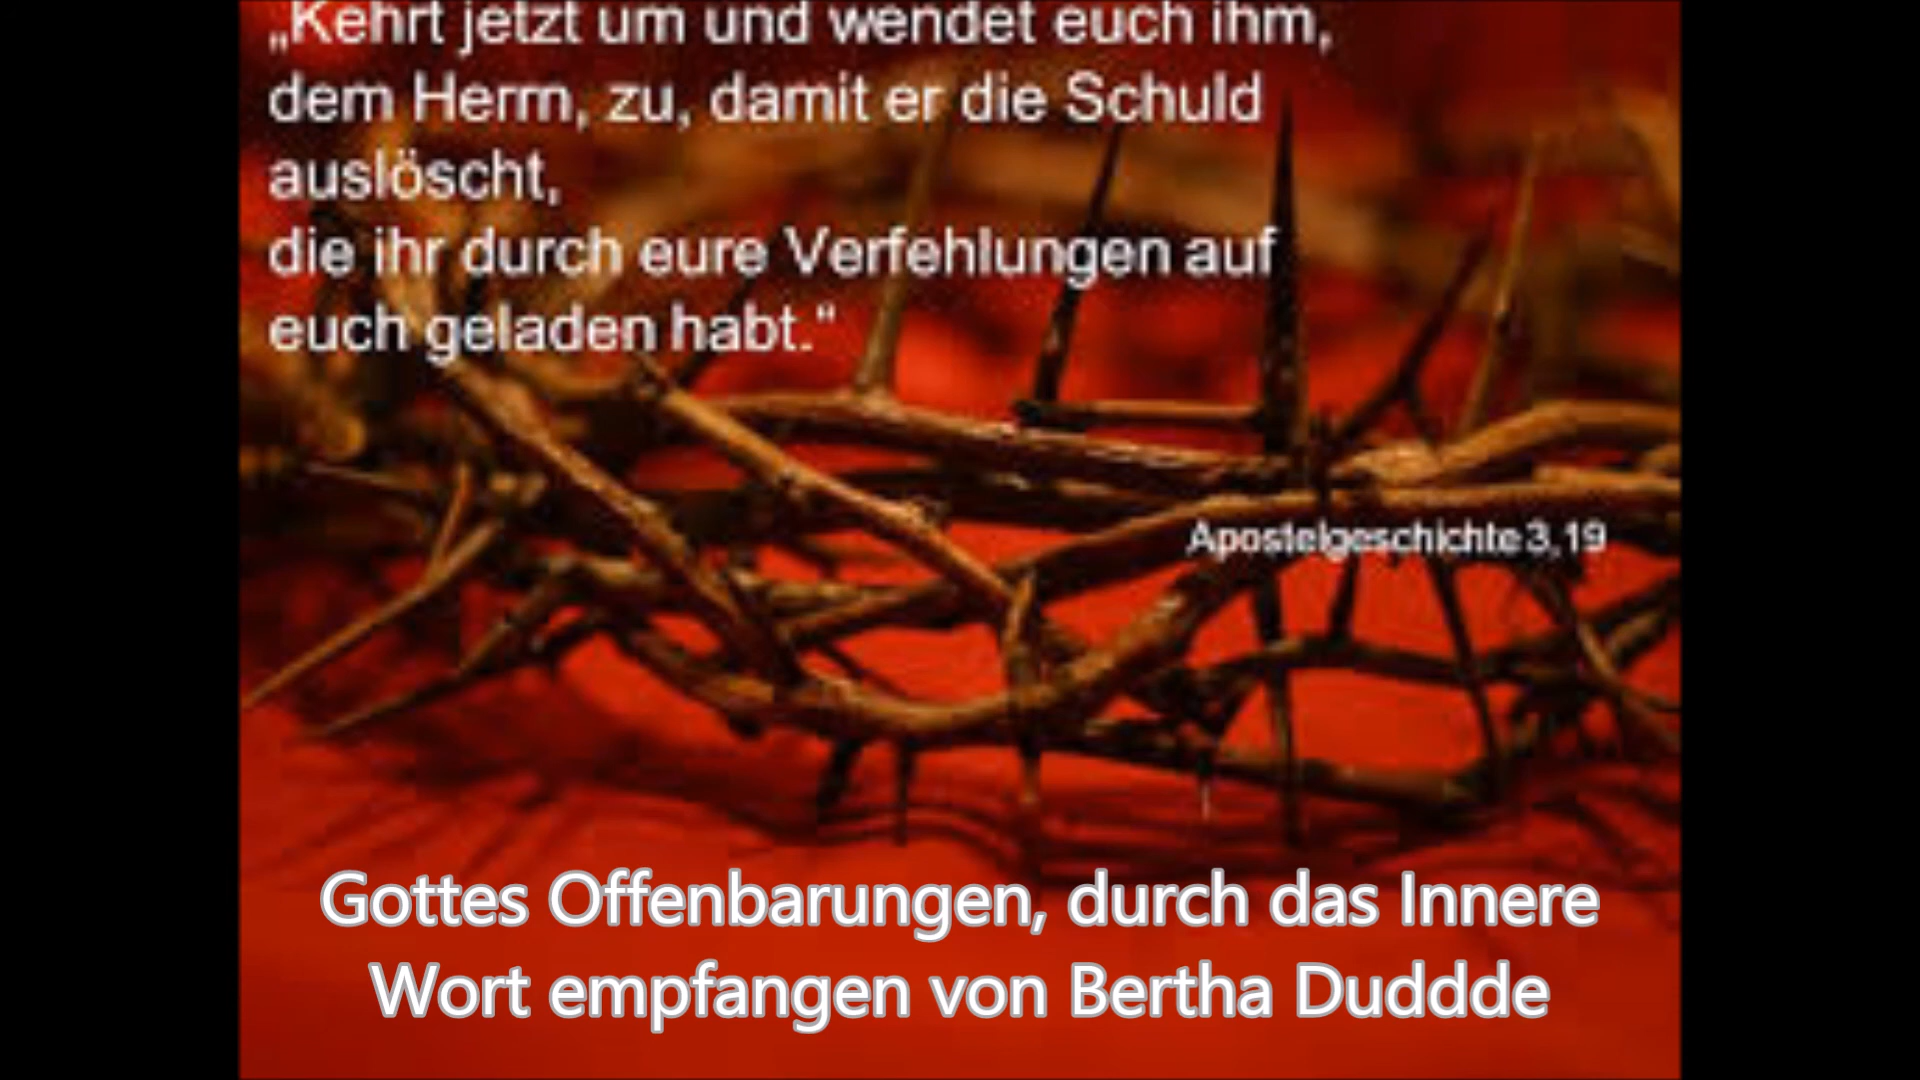 „Kehrt jetzt um und wendet euch ihm,
dem Herrn, zu, damit er die Schuld
auslöscht,
die ihr durch eure Verfehlungen auf
euch geladen habt.“
Apostelgeschichte 3,19
Gottes Offenbarungen, durch das Innere
Wort empfangen von Bertha Duddde